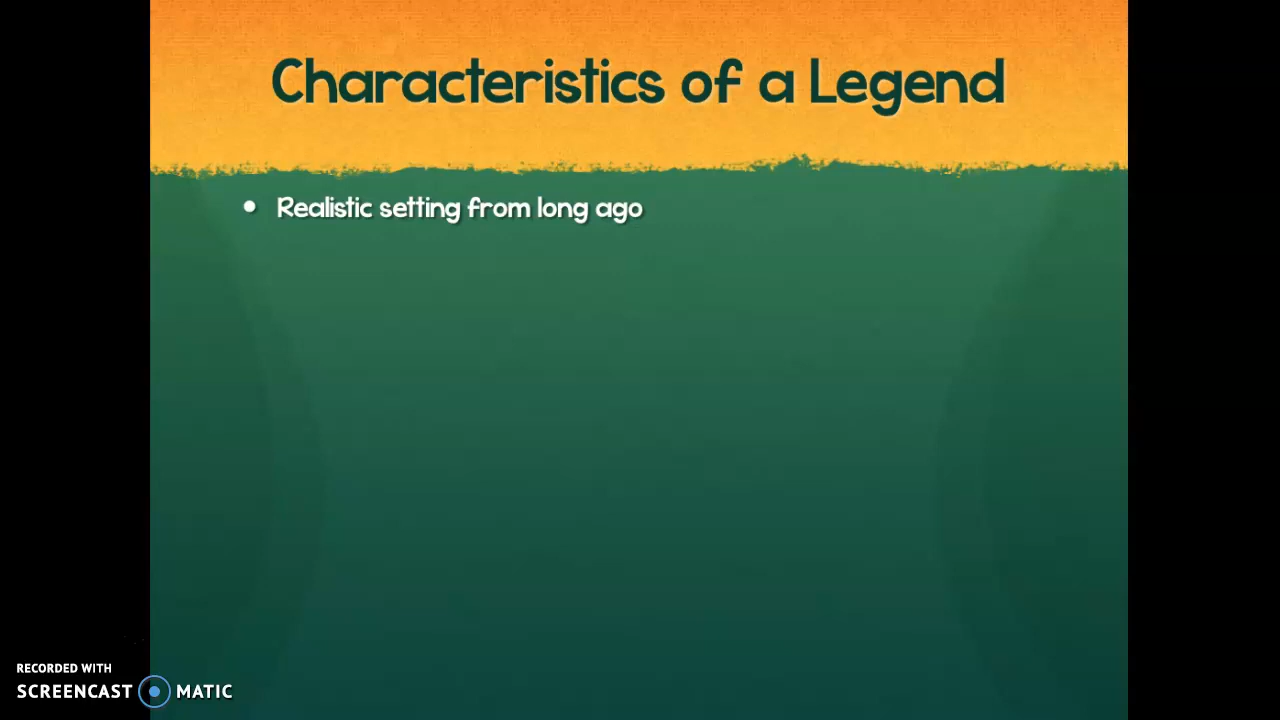 Characteristics of a Legend
• Realistic setting from long ago
RECORDED WITH
SCREENCAST MATIC